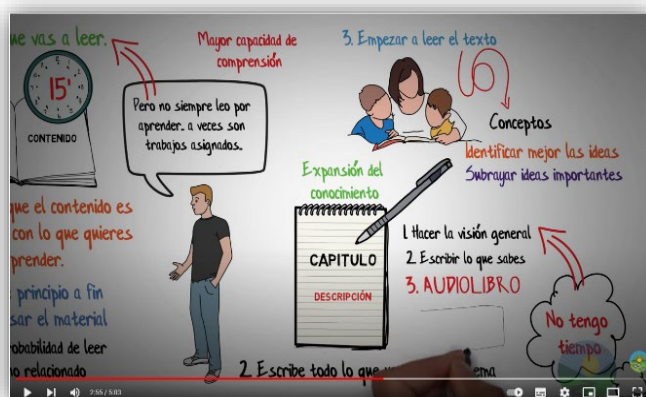 ue vas a leer.
15'
CONTENIDO
Pero no siempre leo por
aprender. a veces son
trabajos asignados.
que el contenido es
con lo que quieres
prender.
principio a fin
sar el material
obabilidad de leer
no relacionado
Mayor capacidad de
comprensión
Expansión del
conocimiento
CAPITULO
DESCRIPCIÓN
2. Escribe todo lo que
ema
3. Empezar a leer el texto
Conceptos
Identificar mejor las ideas
Subrayar ideas importantes
1. Hacer la visión general
2. Escribir lo que sabes
3. AUDIOLIBRO
No tengo
tiempo
2:55 / 5:03